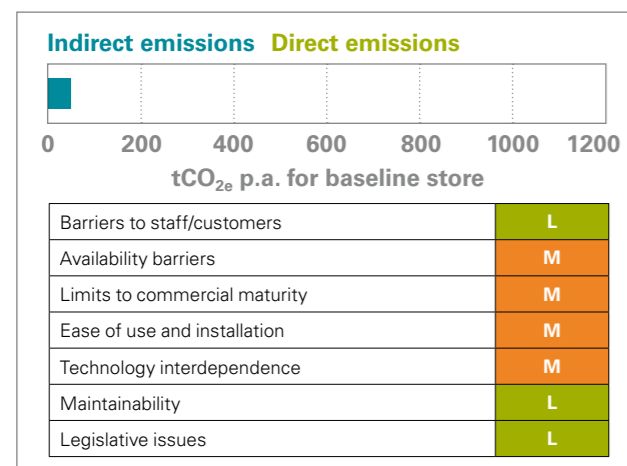 Indirect emissions Direct emissions
0 200 400 600 800 1000 1200
tCO2e p.a. for baseline store
Barriers to staff/customers L
Availability barriers M
Limits to commercial maturity M
Ease of use and installation M
Technology interdependence M
Maintainability L
Legislative issues L